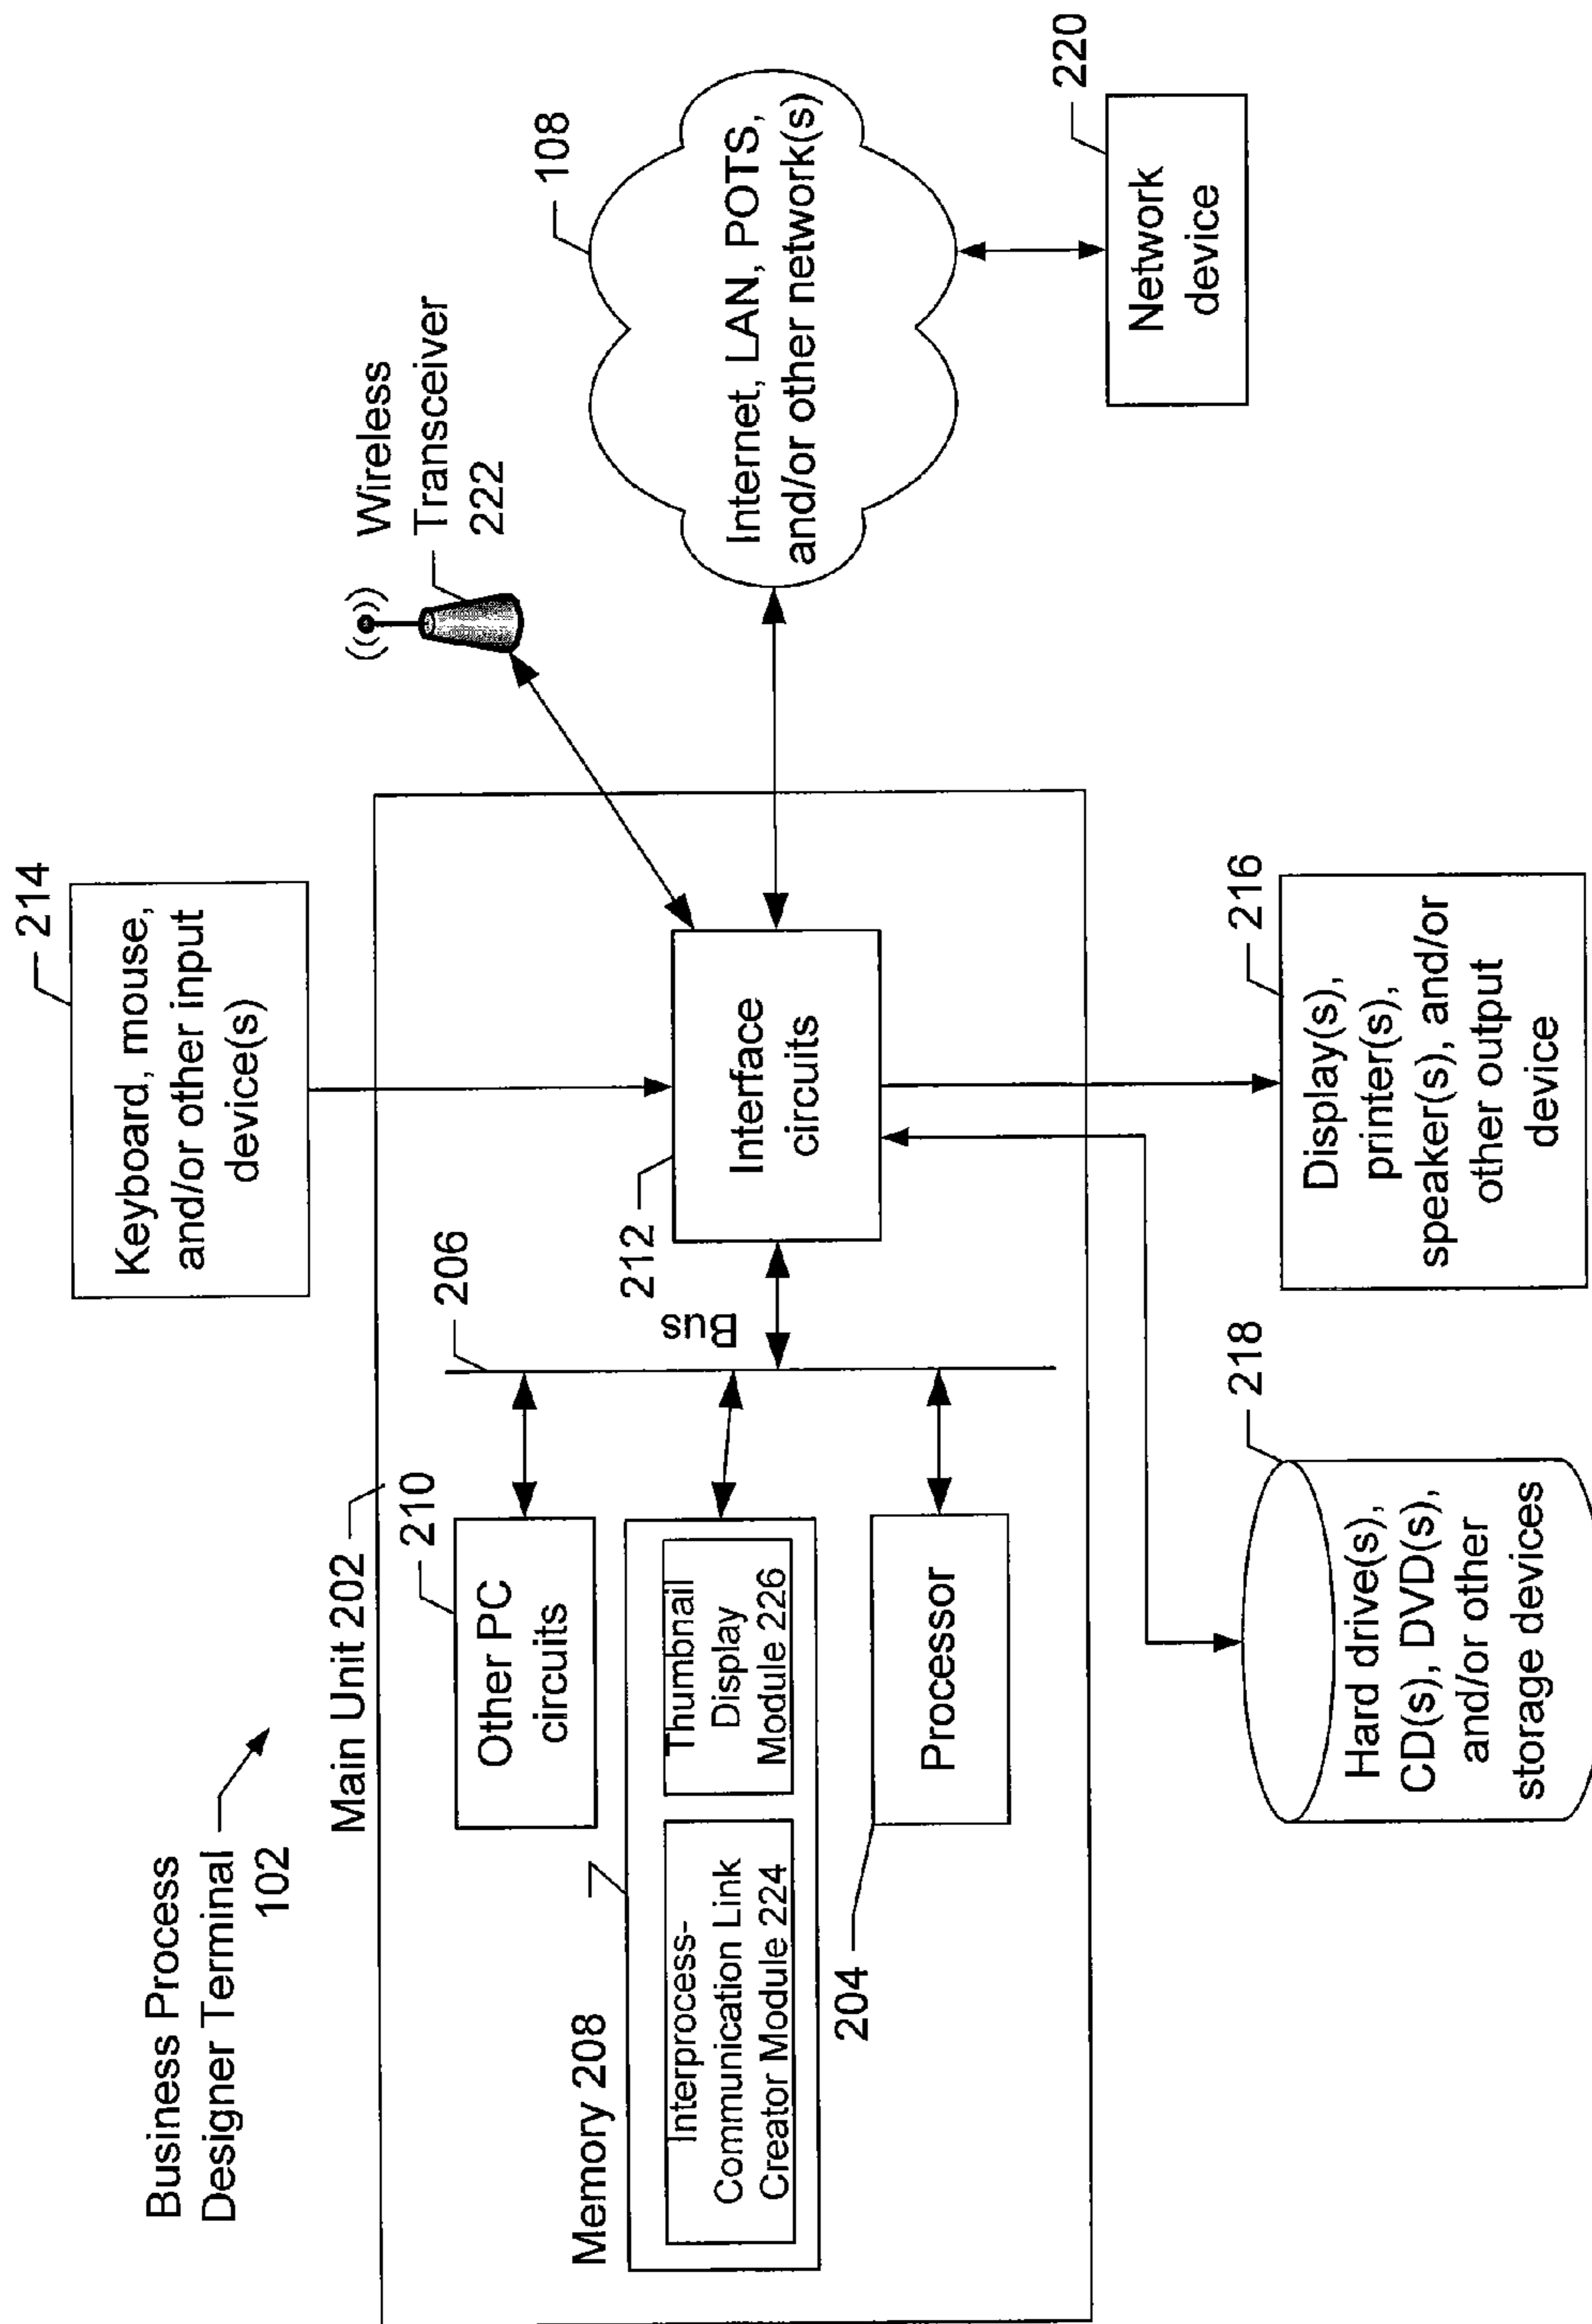 Business Process
Designer Terminal
102
Main Unit 202
214
Keyboard, mouse,
and/or other input
device(s)
Wireless
Transceiver
222
108
Internet, LAN, POTS,
and/or other network(s)
220
Network
device
210
Other PC
circuits
206
Bus
212
Interface
circuits
Memory 208
Interprocess-
Communication Link
Creator Module 224
Thumbnail
Display
Module 226
204
Processor
218
Hard drive(s),
CD(s), DVD(s),
and/or other
storage devices
216
Display(s),
printer(s),
speaker(s), and/or
other output
device